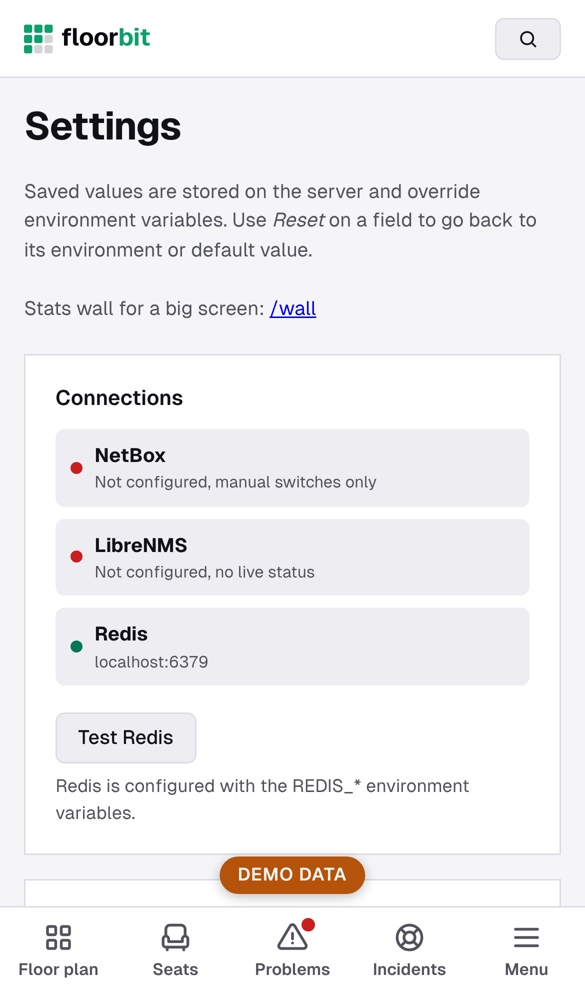 floorbit
Settings
Saved values are stored on the server and override
environment variables. Use Reset on a field to go back to
its environment or default value.
Stats wall for a big screen: /wall
Connections
NetBox
Not configured, manual switches only
LibreNMS
Not configured, no live status
Redis
localhost:6379
Test Redis
Redis is configured with the REDIS_* environment
variables.
DEMO DATA
Floor plan
Seats
Problems
Incidents
Menu